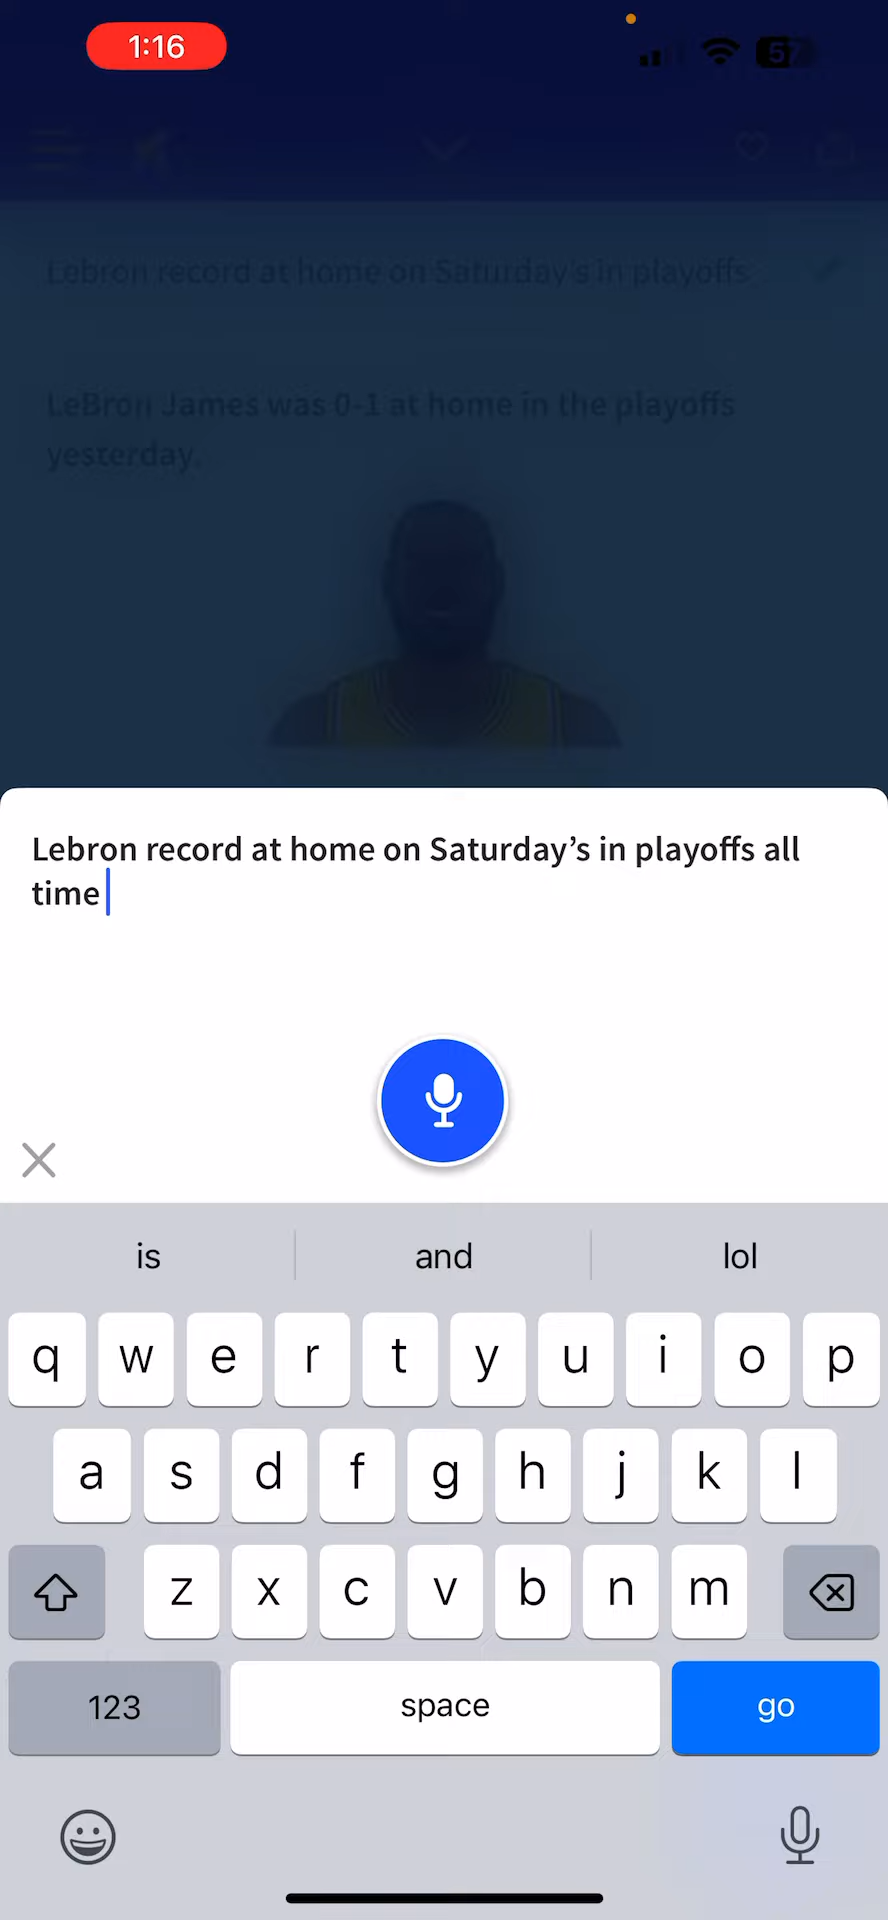 1:16
57
Lebron record at home on Saturday's in playoffs
LeBron James was 0-1 at home in the playoffs
yesterday.
Lebron record at home on Saturday’s in playoffs all
time
is and lol
q w e r t y u i o p
a s d f g h j k l
z x c v b n m
123 space go